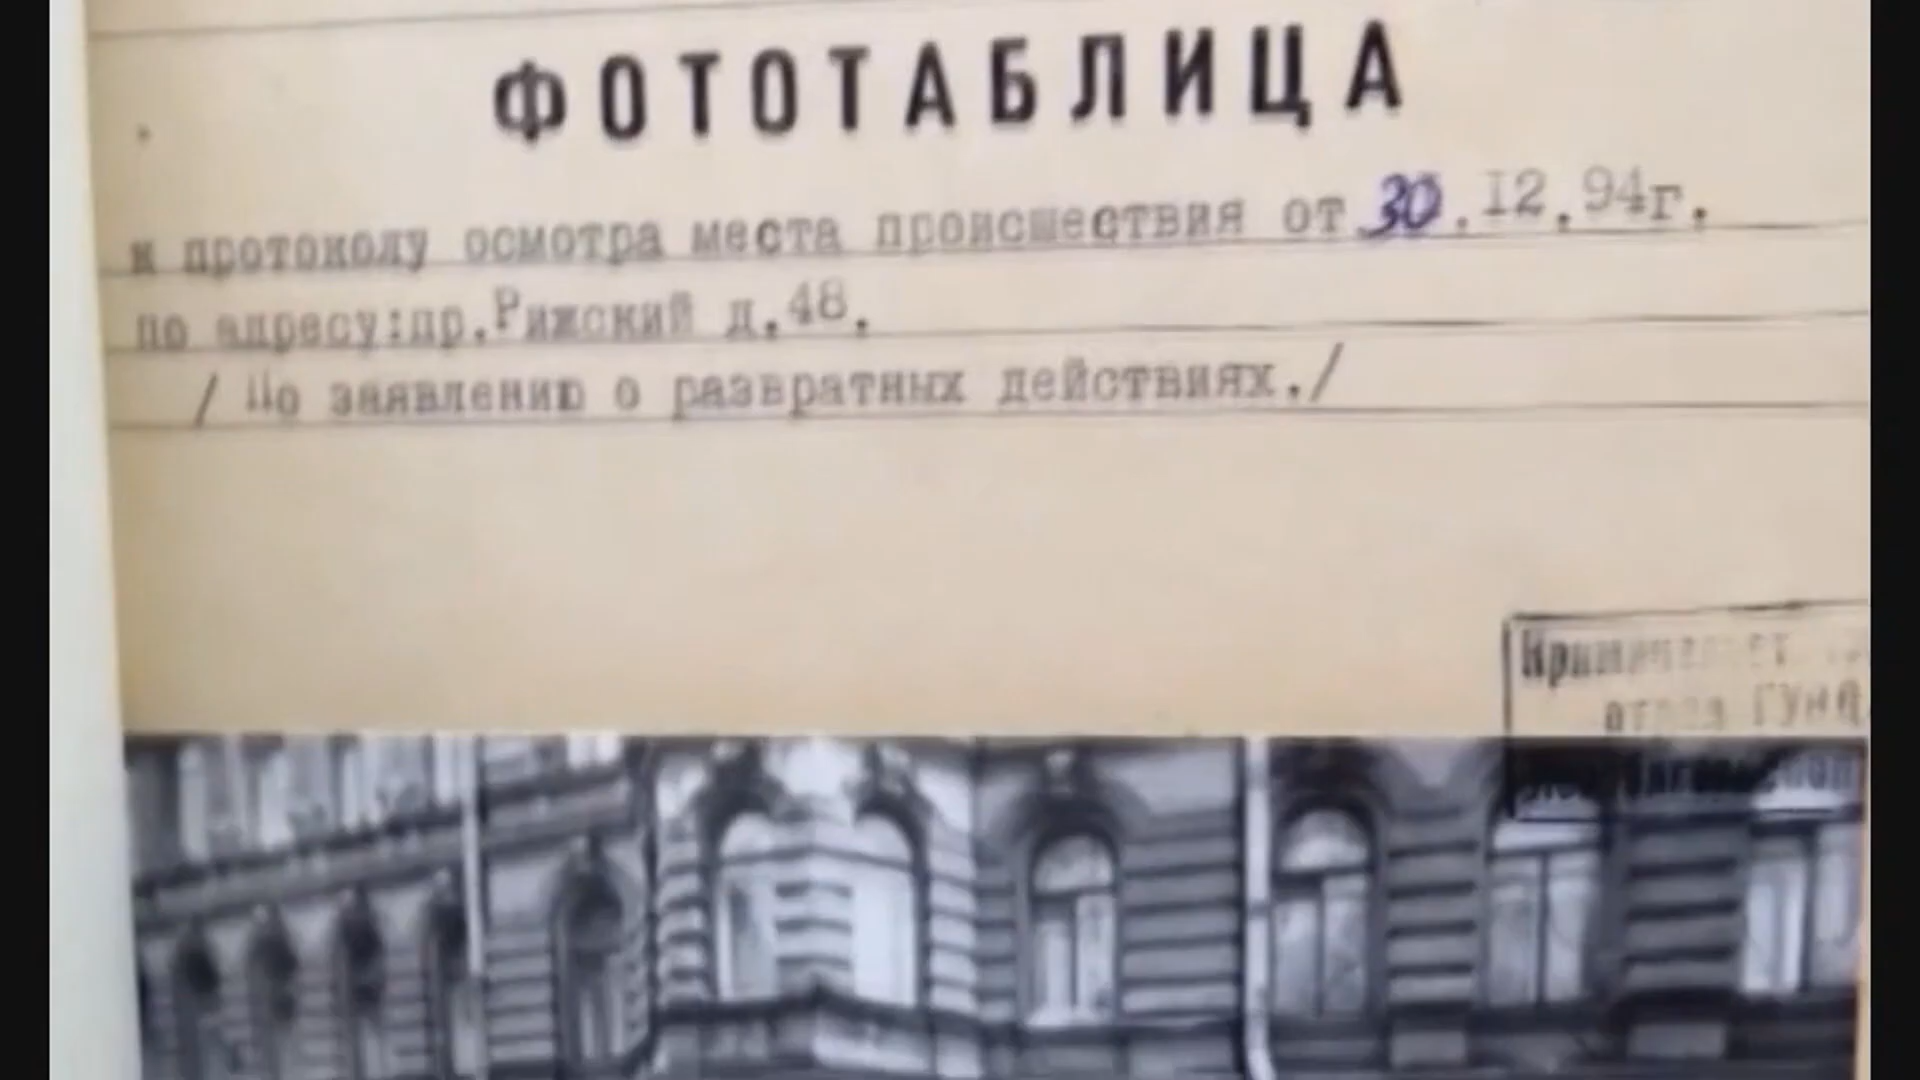 ФОТОТАБЛИЦА
к протоколу осмотра места происшествия от 30.12.94г.
по адресу:пр.Рижский д.48.
/ По заявлению о развратных действиях./